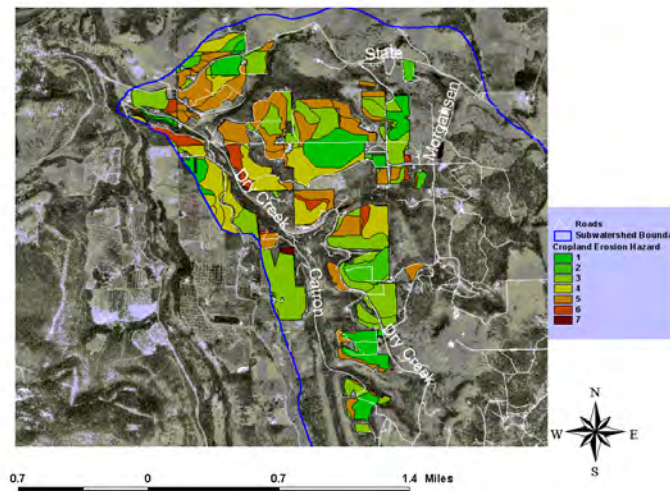 State
Morgansen
Dry Creek
Catron
Dry Creek
Roads
Subwatershed Bounda
Cropland Erosion Hazard
1
2
3
4
5
6
7
N
W E
S
0.7 0 0.7 1.4 Miles